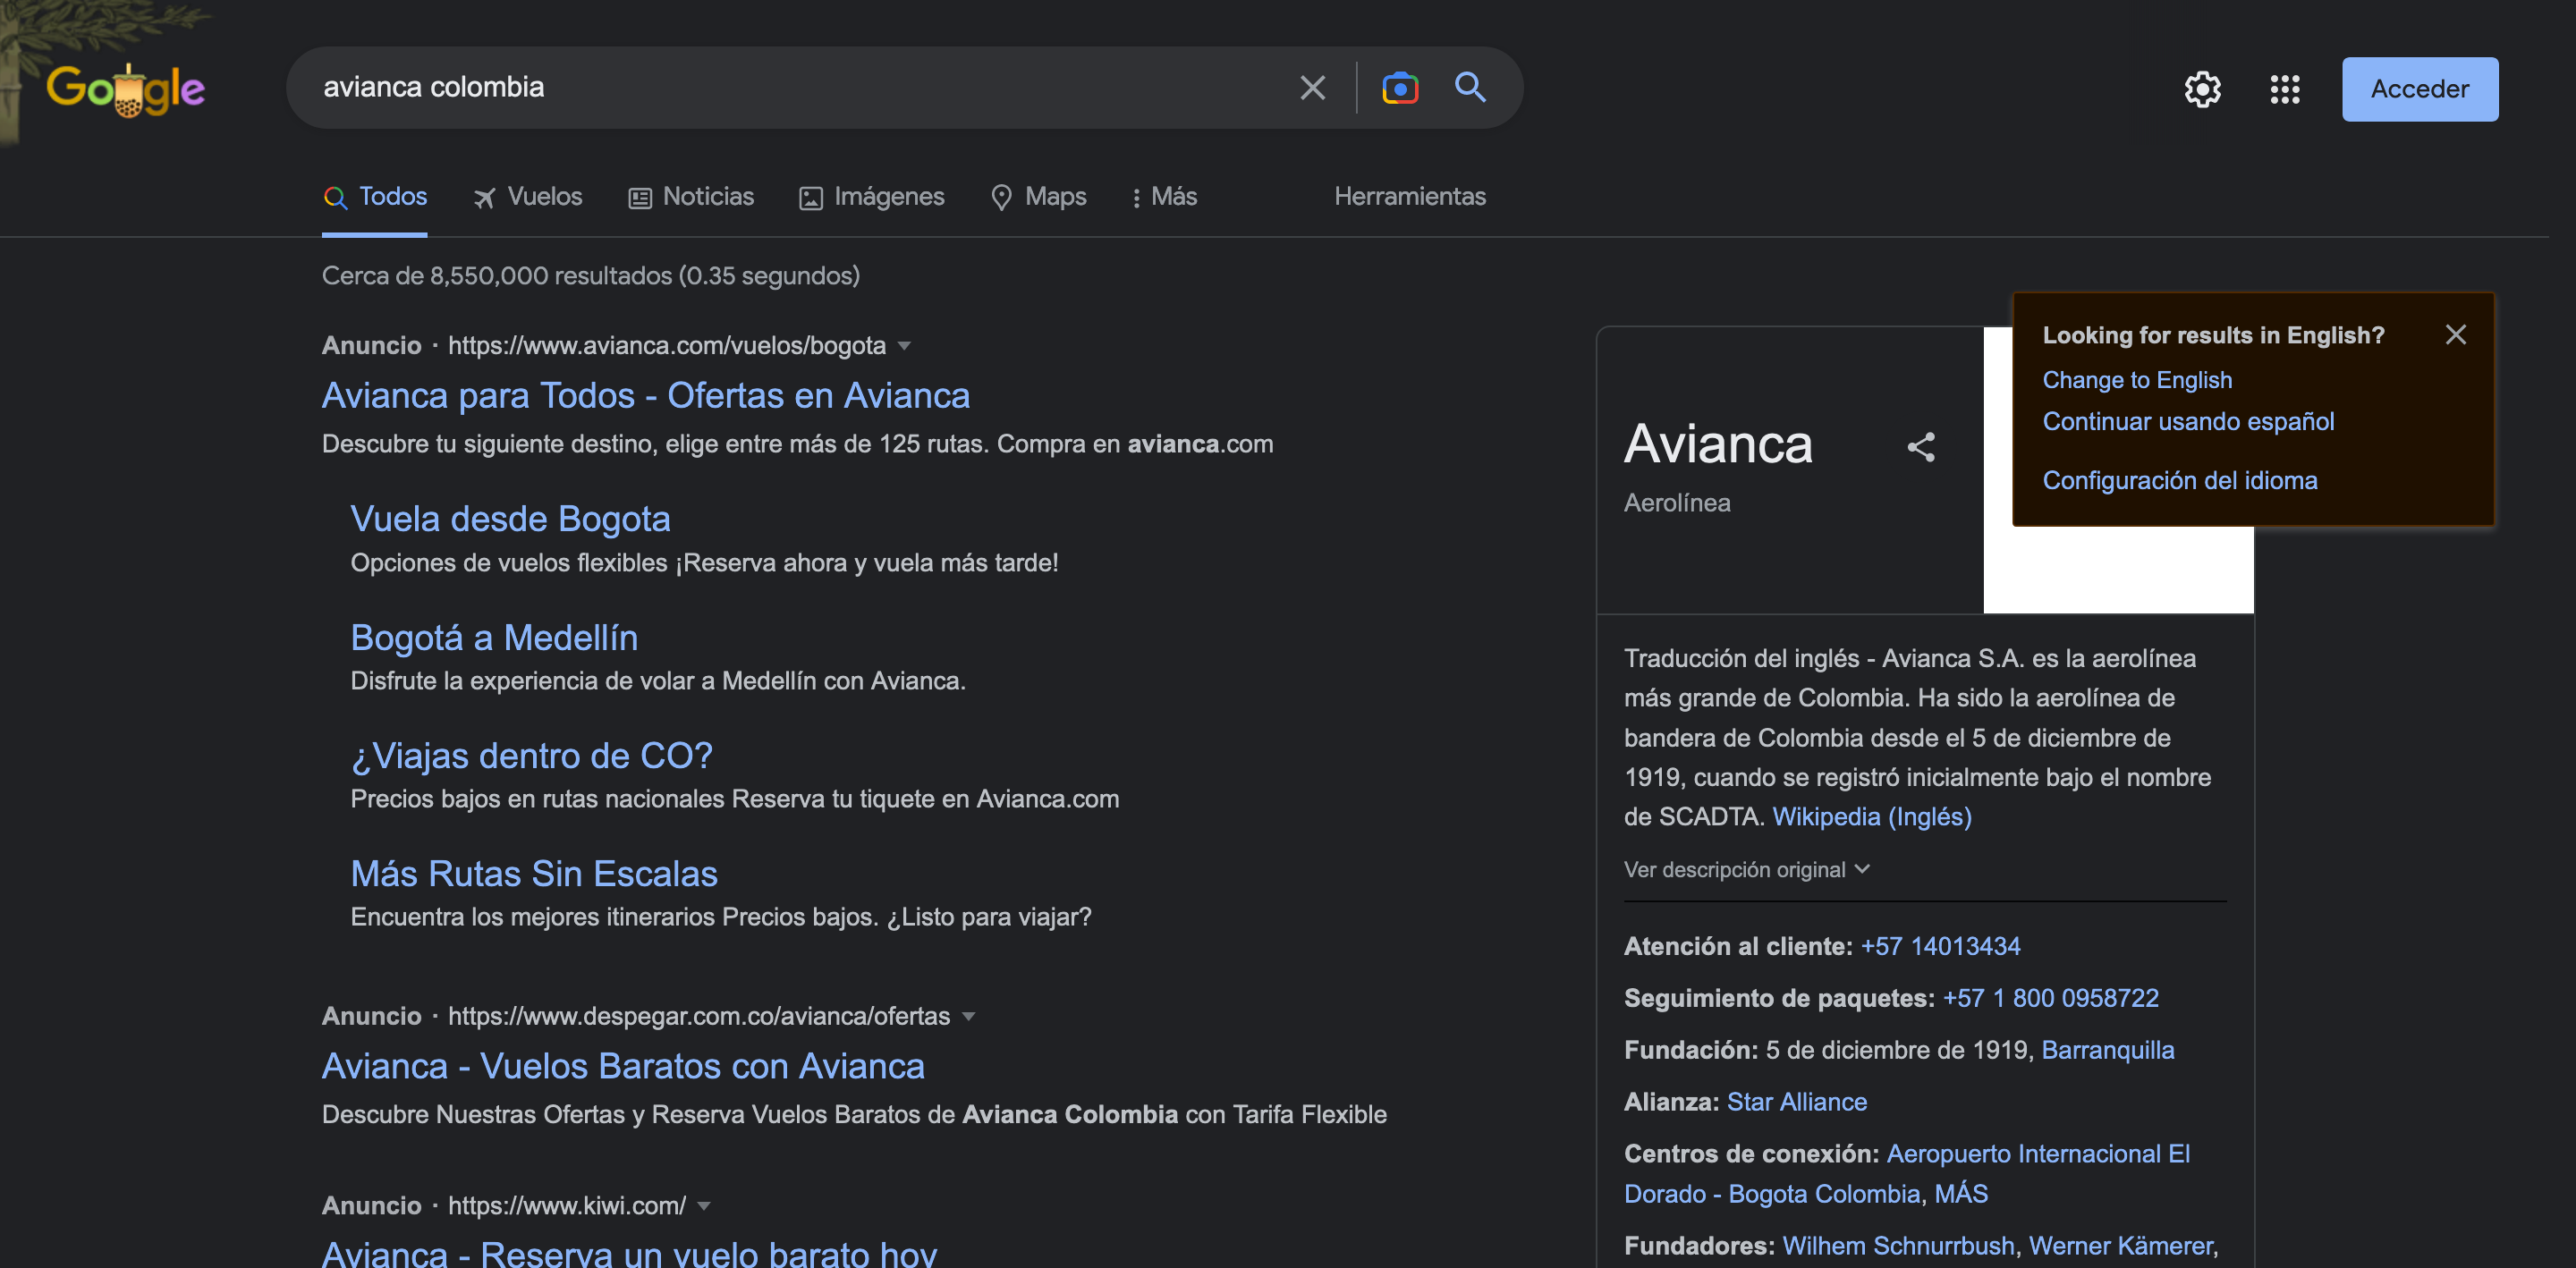 Google
avianca colombia
Acceder
Todos
Vuelos
Noticias
Imágenes
Maps
Más
Herramientas
Cerca de 8,550,000 resultados (0.35 segundos)
Anuncio · https://www.avianca.com/vuelos/bogota
Avianca para Todos - Ofertas en Avianca
Descubre tu siguiente destino, elige entre más de 125 rutas. Compra en avianca.com
Vuela desde Bogota
Opciones de vuelos flexibles ¡Reserva ahora y vuela más tarde!
Bogotá a Medellín
Disfrute la experiencia de volar a Medellín con Avianca.
¿Viajas dentro de CO?
Precios bajos en rutas nacionales Reserva tu tiquete en Avianca.com
Más Rutas Sin Escalas
Encuentra los mejores itinerarios Precios bajos. ¿Listo para viajar?
Anuncio · https://www.despegar.com.co/avianca/ofertas
Avianca - Vuelos Baratos con Avianca
Descubre Nuestras Ofertas y Reserva Vuelos Baratos de Avianca Colombia con Tarifa Flexible
Anuncio · https://www.kiwi.com/
Avianca - Reserva un vuelo barato hoy
Looking for results in English?
Change to English
Continuar usando español
Configuración del idioma
Avianca
Aerolínea
Traducción del inglés - Avianca S.A. es la aerolínea
más grande de Colombia. Ha sido la aerolínea de
bandera de Colombia desde el 5 de diciembre de
1919, cuando se registró inicialmente bajo el nombre
de SCADTA. Wikipedia (Inglés)
Ver descripción original
Atención al cliente: +57 14013434
Seguimiento de paquetes: +57 1 800 0958722
Fundación: 5 de diciembre de 1919, Barranquilla
Alianza: Star Alliance
Centros de conexión: Aeropuerto Internacional El
Dorado - Bogota Colombia, MÁS
Fundadores: Wilhem Schnurrbush, Werner Kämerer,